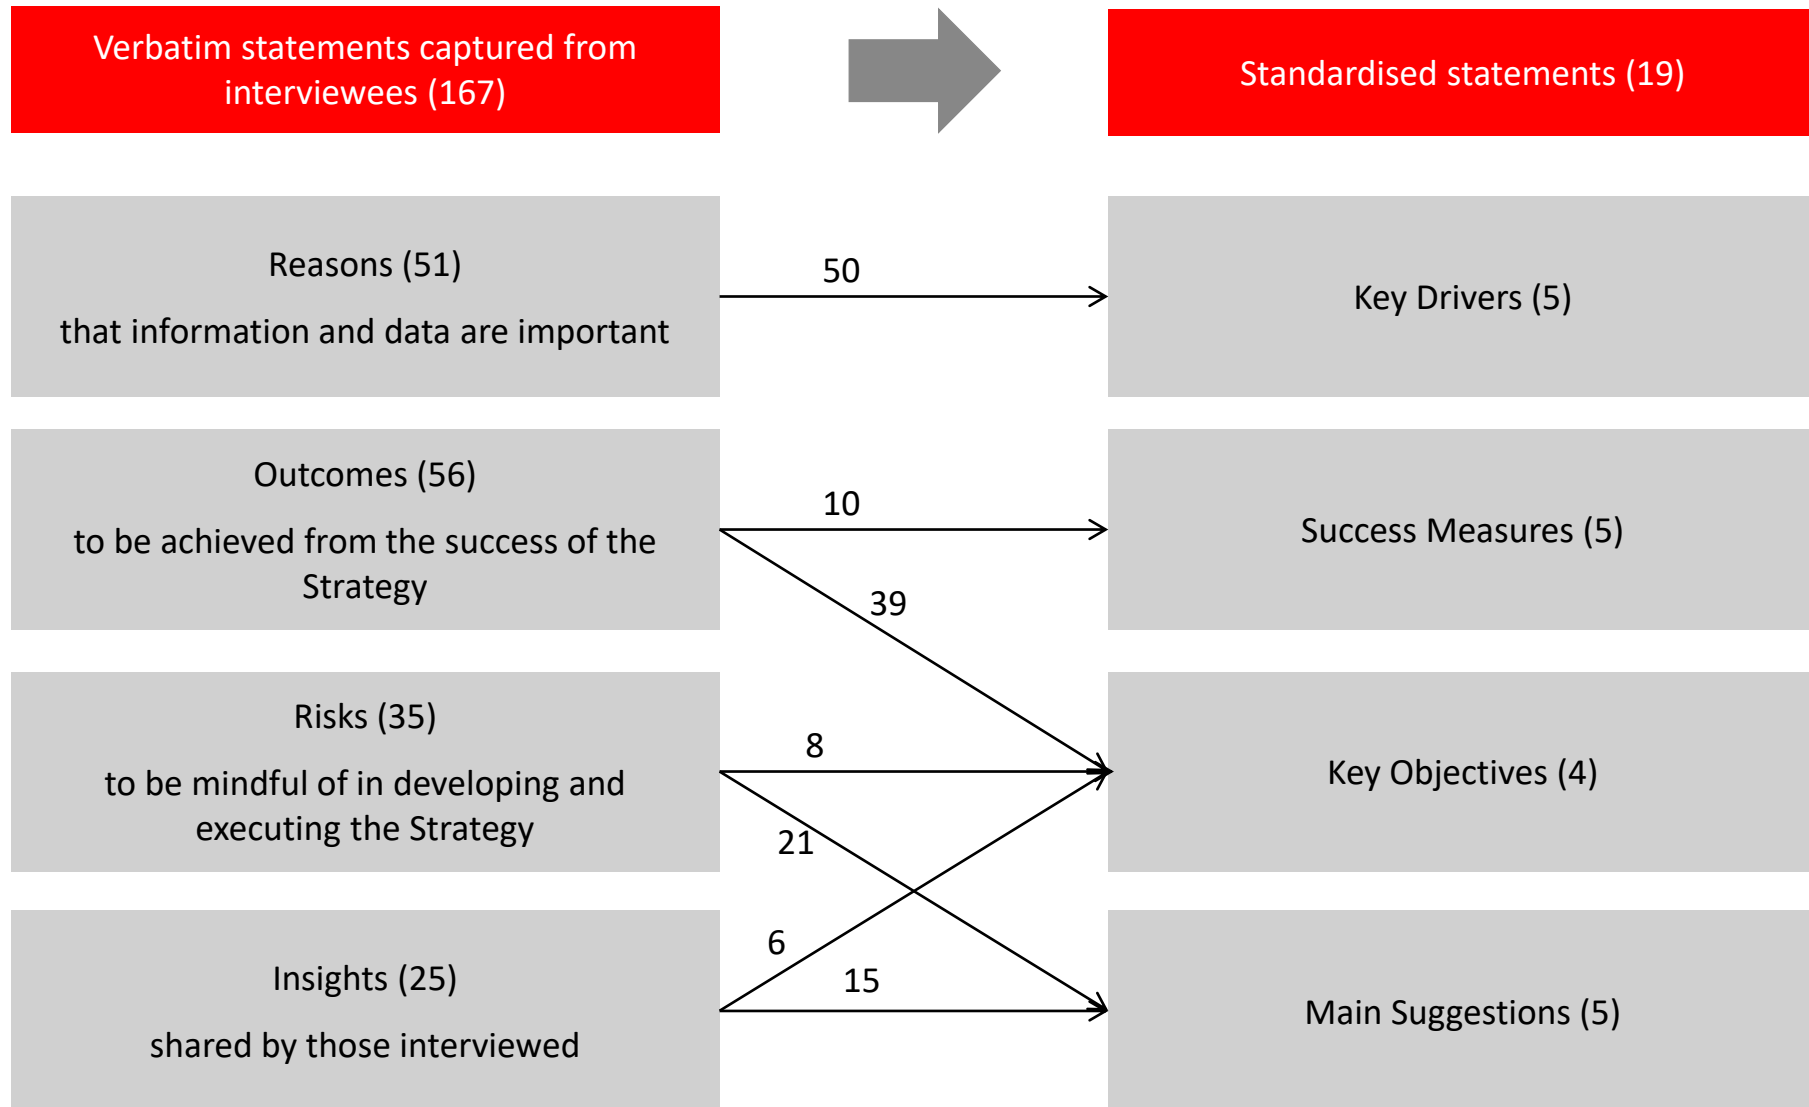 Verbatim statements captured from
interviewees (167)
Standardised statements (19)
Reasons (51)
that information and data are important
50
Key Drivers (5)
Outcomes (56)
to be achieved from the success of the
Strategy
10
39
Success Measures (5)
Risks (35)
to be mindful of in developing and
executing the Strategy
8
21
Key Objectives (4)
Insights (25)
shared by those interviewed
6
15
Main Suggestions (5)